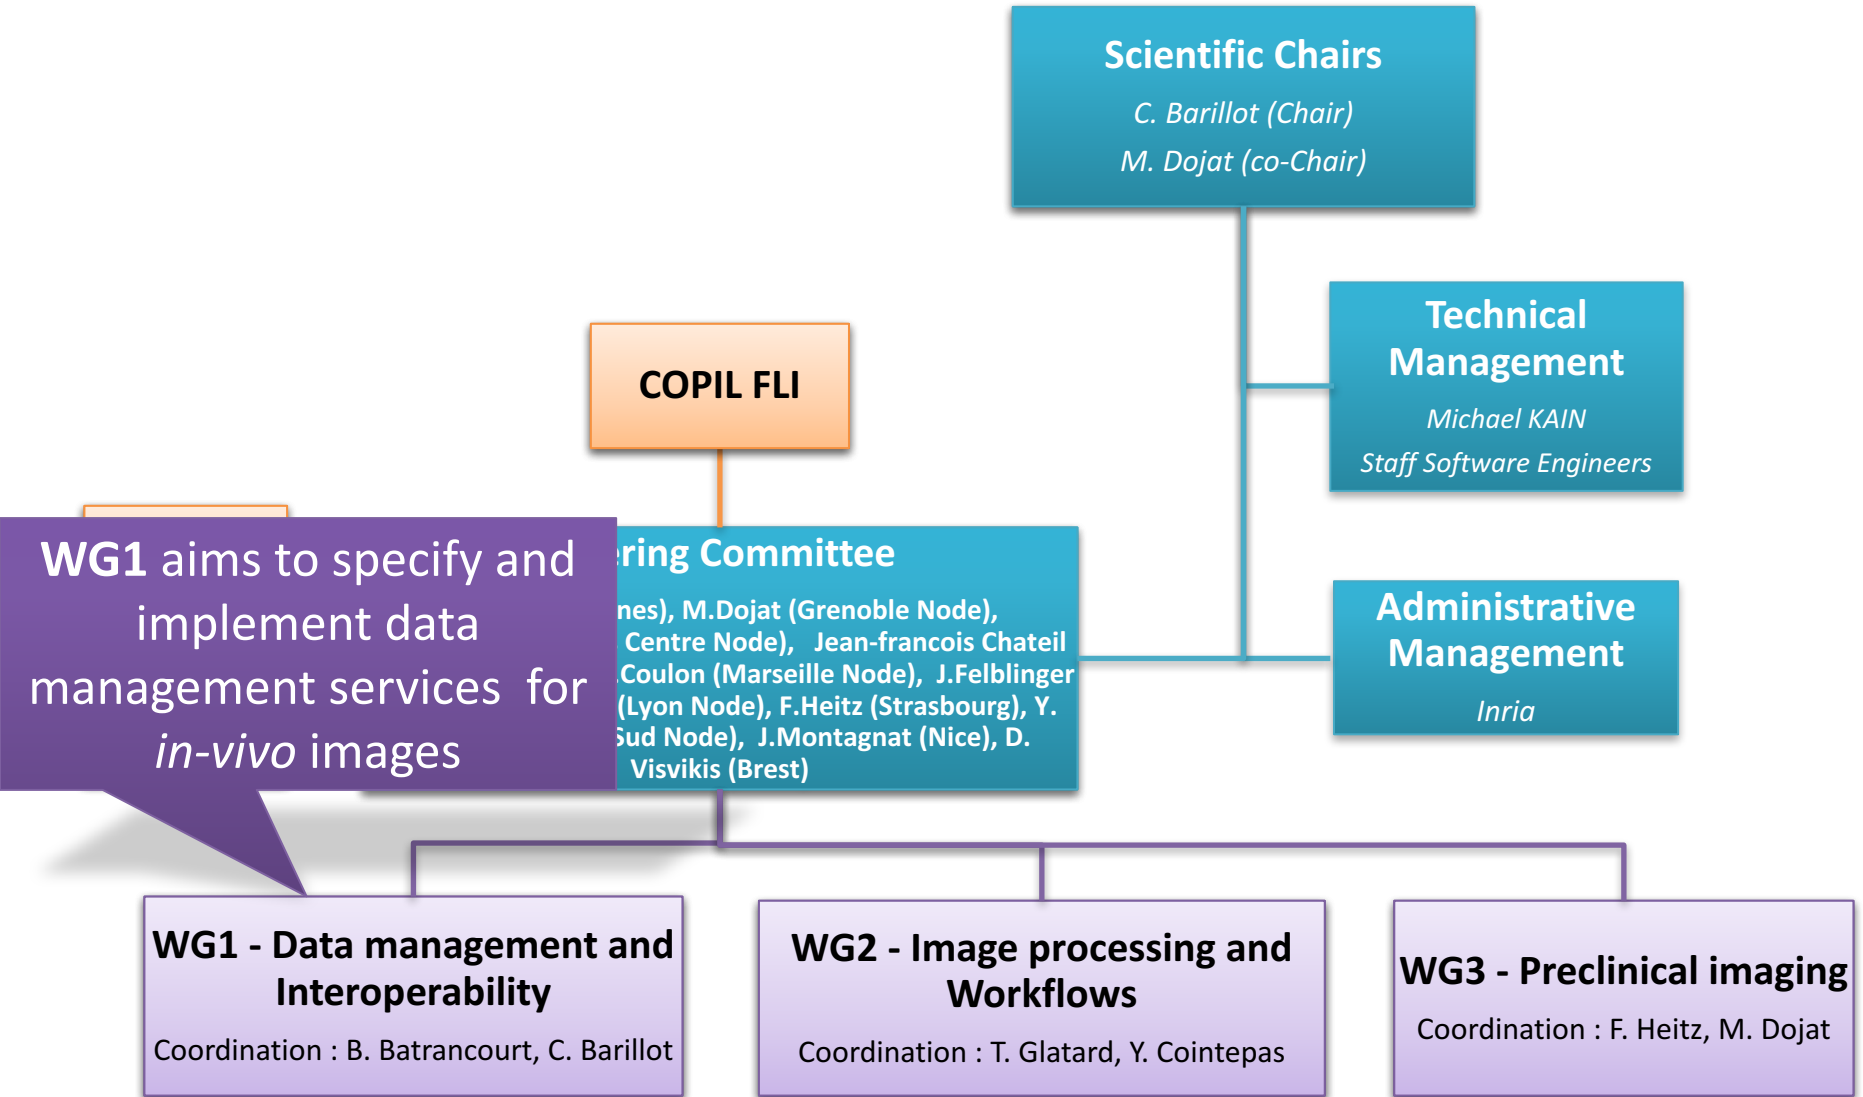 Scientific Chairs
C. Barillot (Chair)
M. Dojat (co-Chair)
Technical
Management
Michael KAIN
Staff Software Engineers
COPIL FLI
WG1 aims to specify and
implement data
management services for
in-vivo images
Committee
M.Dojat (Grenoble Node),
Centre Node), Jean-francois Chateil
Coulon (Marseille Node), J.Felblinger
(Lyon Node), F.Heitz (Strasbourg), Y.
Sud Node), J.Montagnat (Nice), D.
Visvikis (Brest)
Administrative
Management
Inria
WG1 - Data management and
Interoperability
Coordination : B. Batrancourt, C. Barillot
WG2 - Image processing and
Workflows
Coordination : T. Glatard, Y. Cointepas
WG3 - Preclinical imaging
Coordination : F. Heitz, M. Dojat